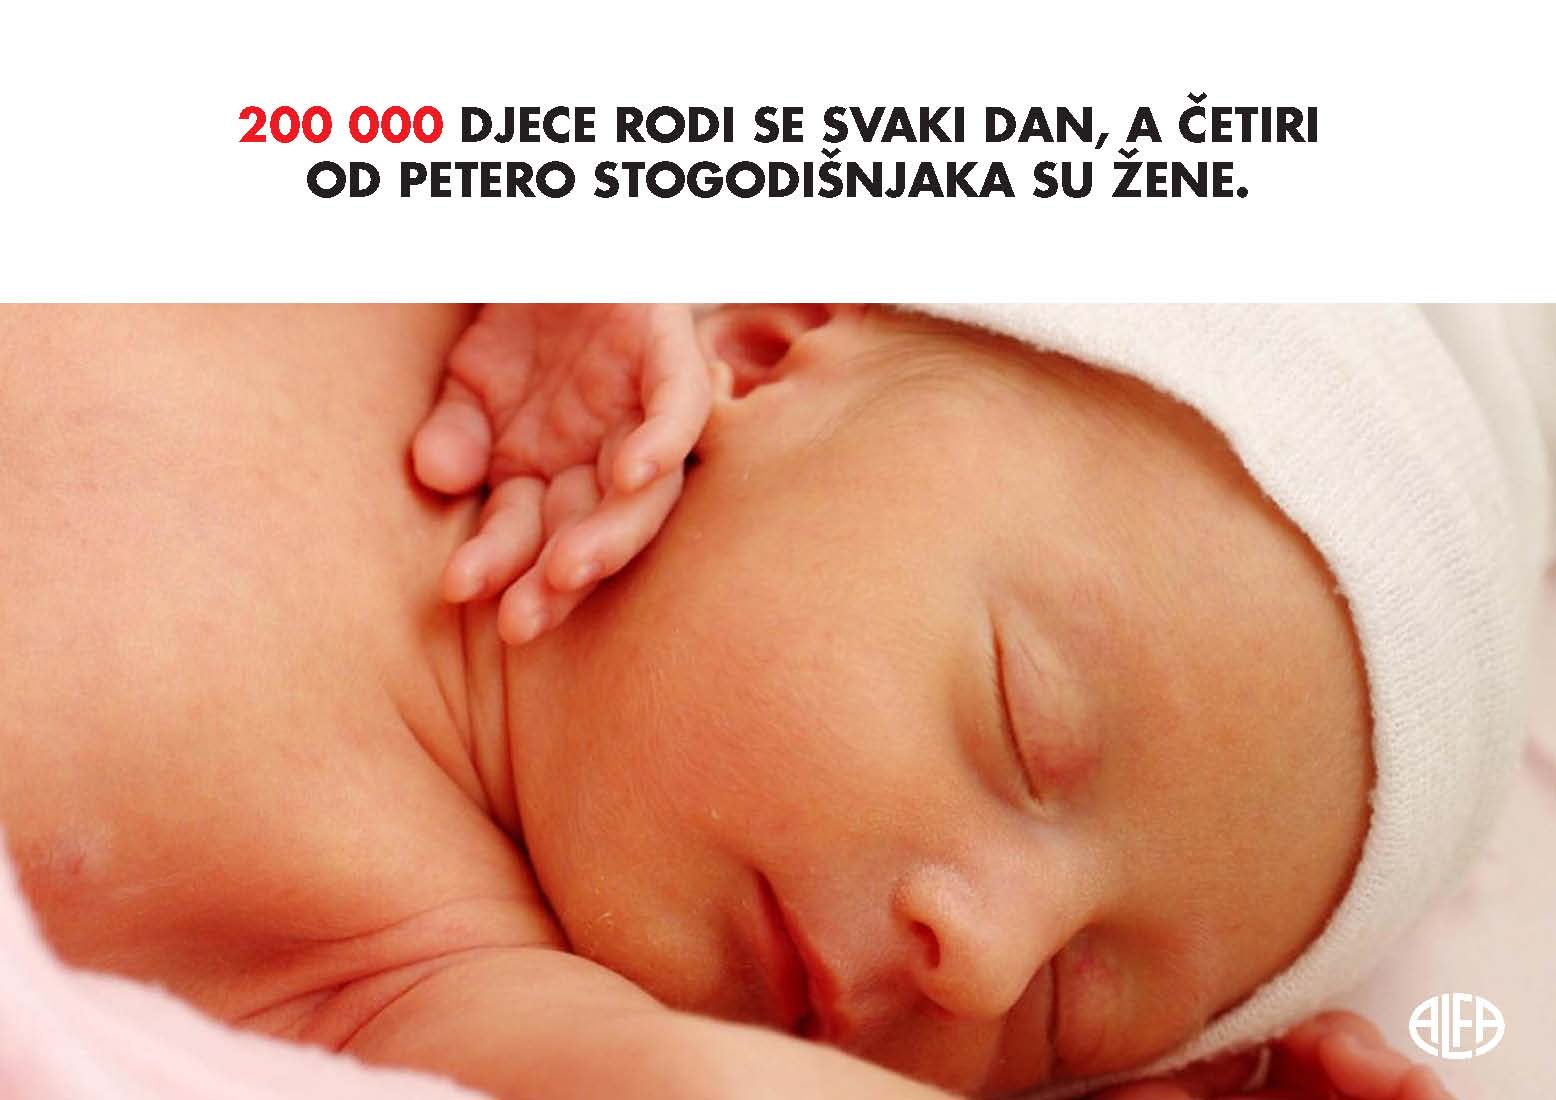 200 000 DJECE RODI SE SVAKI DAN, A ČETIRI
OD PETERO STOGODIŠNJAKA SU ŽENE.
ALFA